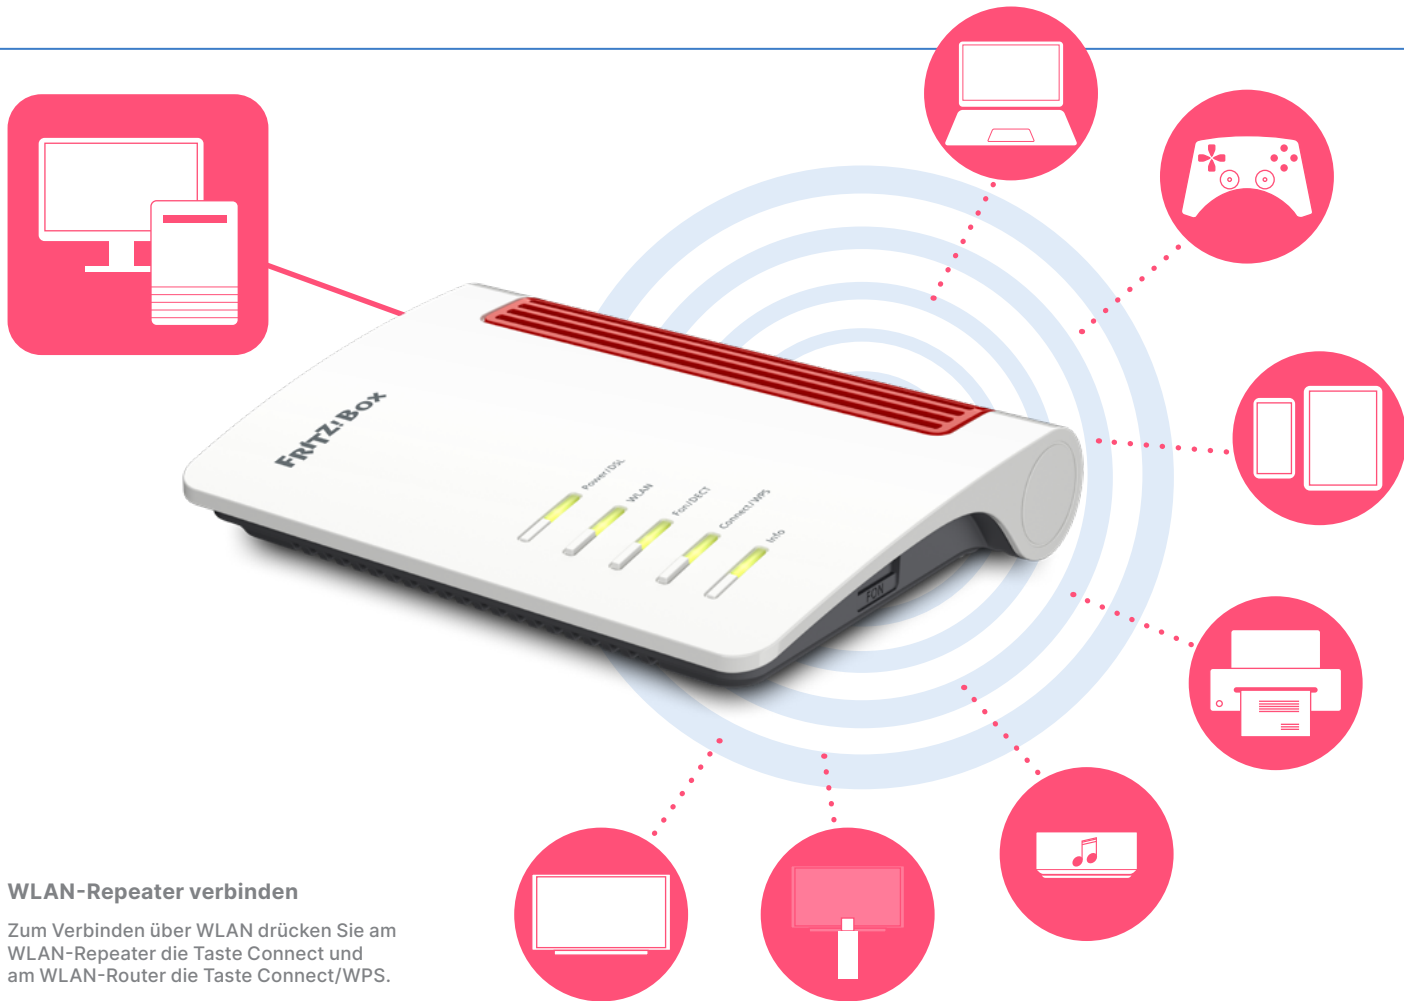 FRITZ!Box
Power/DSL
WLAN
Fon/DECT
Connect/WPS
Info
FON
WLAN-Repeater verbinden
Zum Verbinden über WLAN drücken Sie am
WLAN-Repeater die Taste Connect und
am WLAN-Router die Taste Connect/WPS.